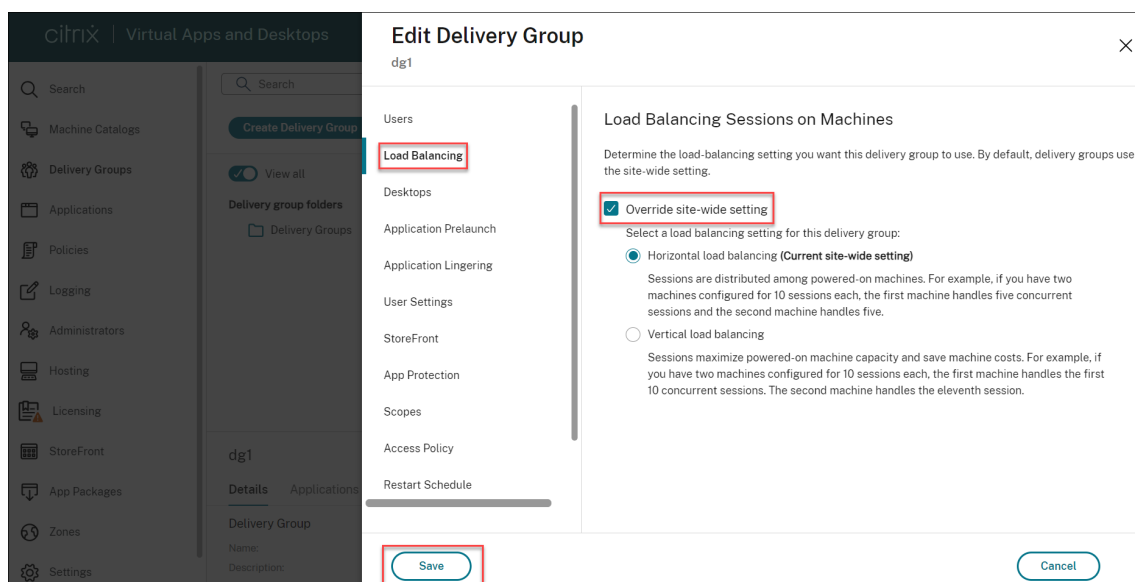 citrix | Virtual Apps and Desktops
Search
Machine Catalogs
Delivery Groups
Applications
Policies
Logging
Administrators
Hosting
Licensing
StoreFront
App Packages
Zones
Settings
Search
Create Delivery Group
View all
Delivery group folders
Delivery Groups
dg1
Details Applications
Delivery Group
Name:
Description:
Edit Delivery Group
dg1
Users
Load Balancing
Desktops
Application Prelaunch
Application Lingering
User Settings
StoreFront
App Protection
Scopes
Access Policy
Restart Schedule
Load Balancing Sessions on Machines
Determine the load-balancing setting you want this delivery group to use. By default, delivery groups use
the site-wide setting.
Override site-wide setting
Select a load balancing setting for this delivery group:
Horizontal load balancing (Current site-wide setting)
Sessions are distributed among powered-on machines. For example, if you have two
machines configured for 10 sessions each, the first machine handles five concurrent
sessions and the second machine handles five.
Vertical load balancing
Sessions maximize powered-on machine capacity and save machine costs. For example, if
you have two machines configured for 10 sessions each, the first machine handles the first
10 concurrent sessions. The second machine handles the eleventh session.
Save
Cancel